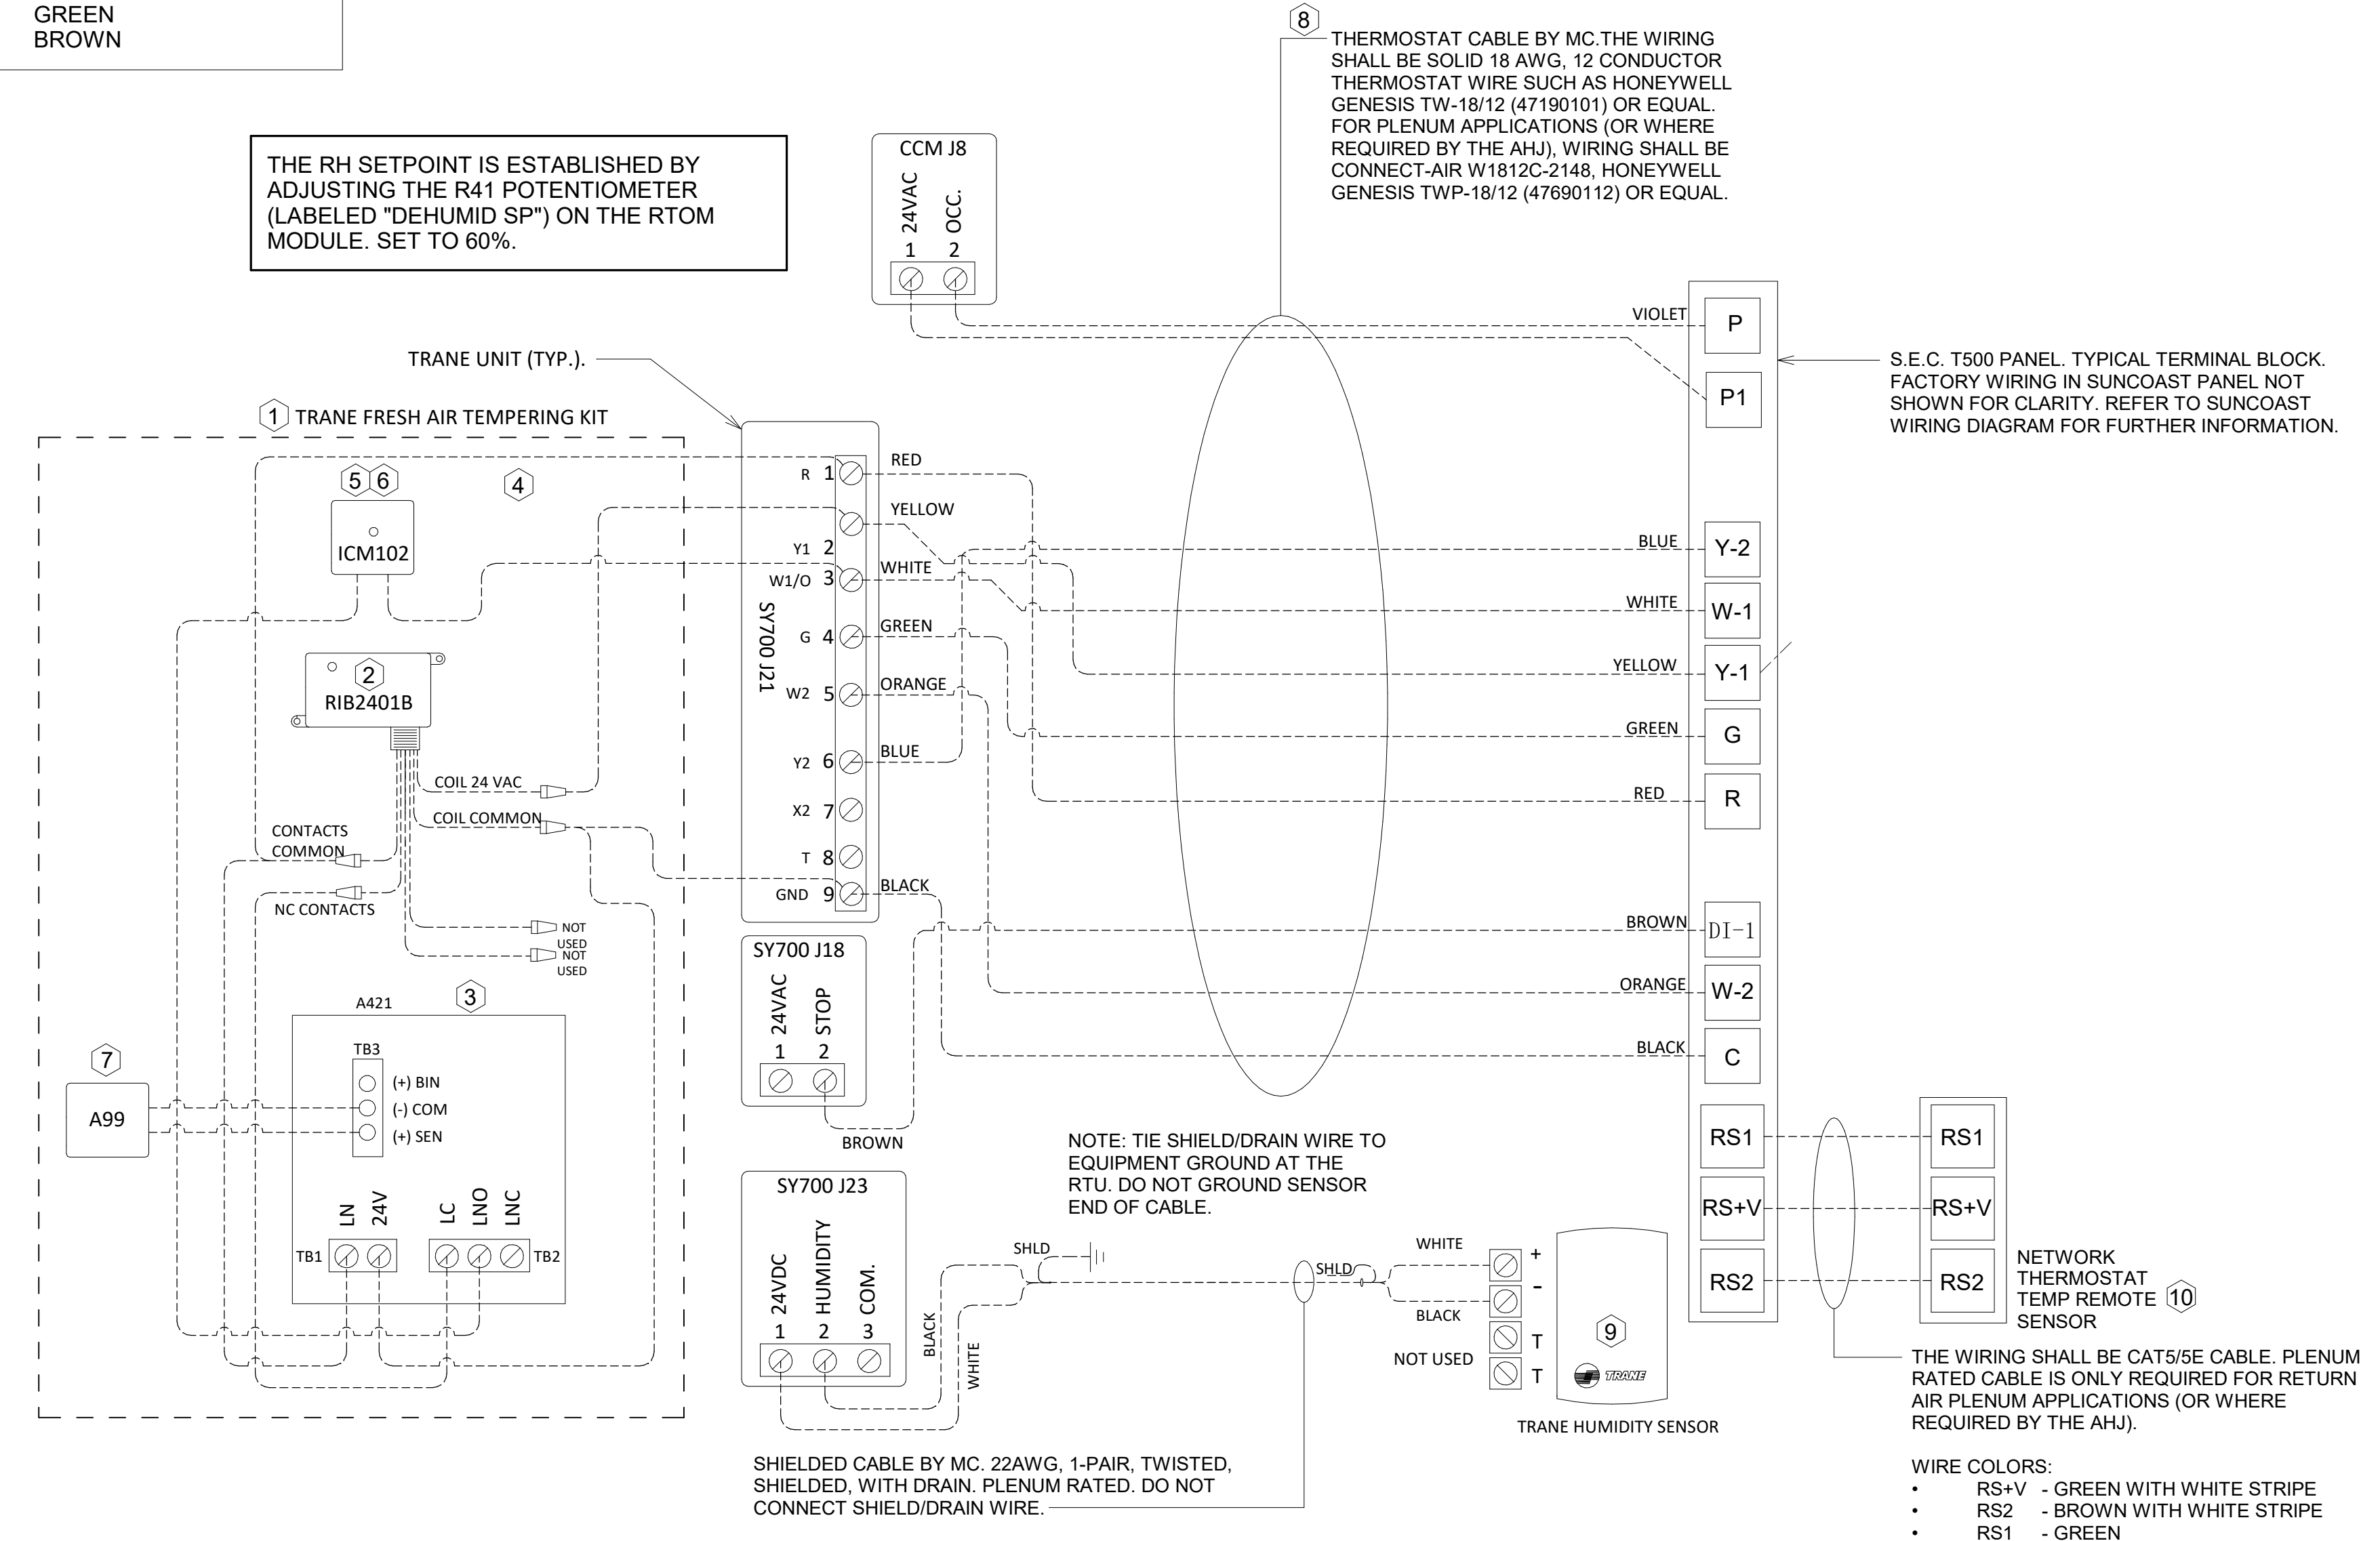 GREEN
BROWN
8
THERMOSTAT CABLE BY MC.THE WIRING
SHALL BE SOLID 18 AWG, 12 CONDUCTOR
THERMOSTAT WIRE SUCH AS HONEYWELL
GENESIS TW-18/12 (47190101) OR EQUAL.
FOR PLENUM APPLICATIONS (OR WHERE
REQUIRED BY THE AHJ), WIRING SHALL BE
CONNECT-AIR W1812C-2148, HONEYWELL
GENESIS TWP-18/12 (47690112) OR EQUAL.
THE RH SETPOINT IS ESTABLISHED BY
ADJUSTING THE R41 POTENTIOMETER
(LABELED "DEHUMID SP") ON THE RTOM
MODULE. SET TO 60%.
CCM J8
24VAC
OCC.
1 2
TRANE UNIT (TYP.).
1 TRANE FRESH AIR TEMPERING KIT
5 6
4
ICM102
2
RIB2401B
COIL 24 VAC
COIL COMMON
CONTACTS
COMMON
NC CONTACTS
NOT
USED
NOT
USED
A421
3
TB3
(+) BIN
(-) COM
(+) SEN
7
A99
LN
24V
LC
LNO
LNC
TB1
TB2
SY700 J21
R 1
Y1 2
W1/O 3
G 4
W2 5
Y2 6
X2 7
T 8
GND 9
RED
YELLOW
WHITE
GREEN
ORANGE
BLUE
BLACK
SY700 J18
24VAC
STOP
1 2
BROWN
SY700 J23
24VDC
HUMIDITY
COM.
1 2 3
BLACK
WHITE
NOTE: TIE SHIELD/DRAIN WIRE TO
EQUIPMENT GROUND AT THE
RTU. DO NOT GROUND SENSOR
END OF CABLE.
SHLD
SHLD
WHITE
BLACK
NOT USED
+
-
T
T
9
TRANE
TRANE HUMIDITY SENSOR
SHIELDED CABLE BY MC. 22AWG, 1-PAIR, TWISTED,
SHIELDED, WITH DRAIN. PLENUM RATED. DO NOT
CONNECT SHIELD/DRAIN WIRE.
VIOLET
P
P1
BLUE
Y-2
WHITE
W-1
YELLOW
Y-1
GREEN
G
RED
R
BROWN
DI-1
ORANGE
W-2
BLACK
C
RS1
RS+V
RS2
S.E.C. T500 PANEL. TYPICAL TERMINAL BLOCK.
FACTORY WIRING IN SUNCOAST PANEL NOT
SHOWN FOR CLARITY. REFER TO SUNCOAST
WIRING DIAGRAM FOR FURTHER INFORMATION.
RS1
RS+V
RS2
NETWORK
THERMOSTAT
TEMP REMOTE 10
SENSOR
THE WIRING SHALL BE CAT5/5E CABLE. PLENUM
RATED CABLE IS ONLY REQUIRED FOR RETURN
AIR PLENUM APPLICATIONS (OR WHERE
REQUIRED BY THE AHJ).
WIRE COLORS:
• RS+V - GREEN WITH WHITE STRIPE
• RS2 - BROWN WITH WHITE STRIPE
• RS1 - GREEN